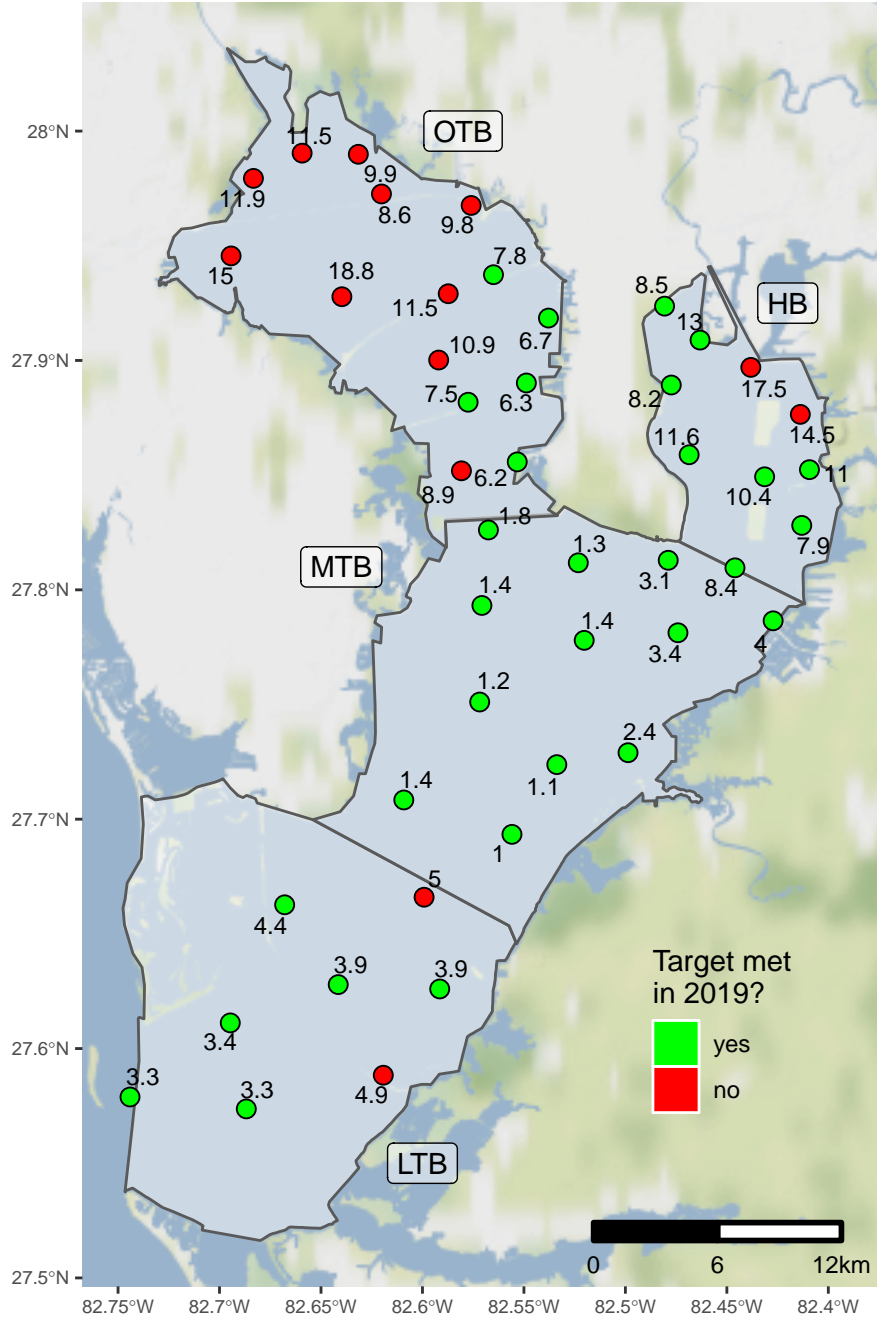 28°N
27.9°N
27.8°N
27.7°N
27.6°N
27.5°N
OTB
11.5
9.9
11.9
8.6
9.8
7.8
15
18.8
11.5
6.7
10.9
7.5
6.3
6.2
8.9
HB
8.5
13
17.5
8.2
14.5
11.6
11
10.4
7.9
8.4
MTB
1.8
1.3
3.1
1.4
1.4
3.4
4
1.2
2.4
1.1
1.4
1
5
4.4
3.9
3.9
3.4
3.3
3.3
4.9
LTB
Target met
in 2019?
yes
no
0 6 12km
82.75°W 82.7°W 82.65°W 82.6°W 82.55°W 82.5°W 82.45°W 82.4°W